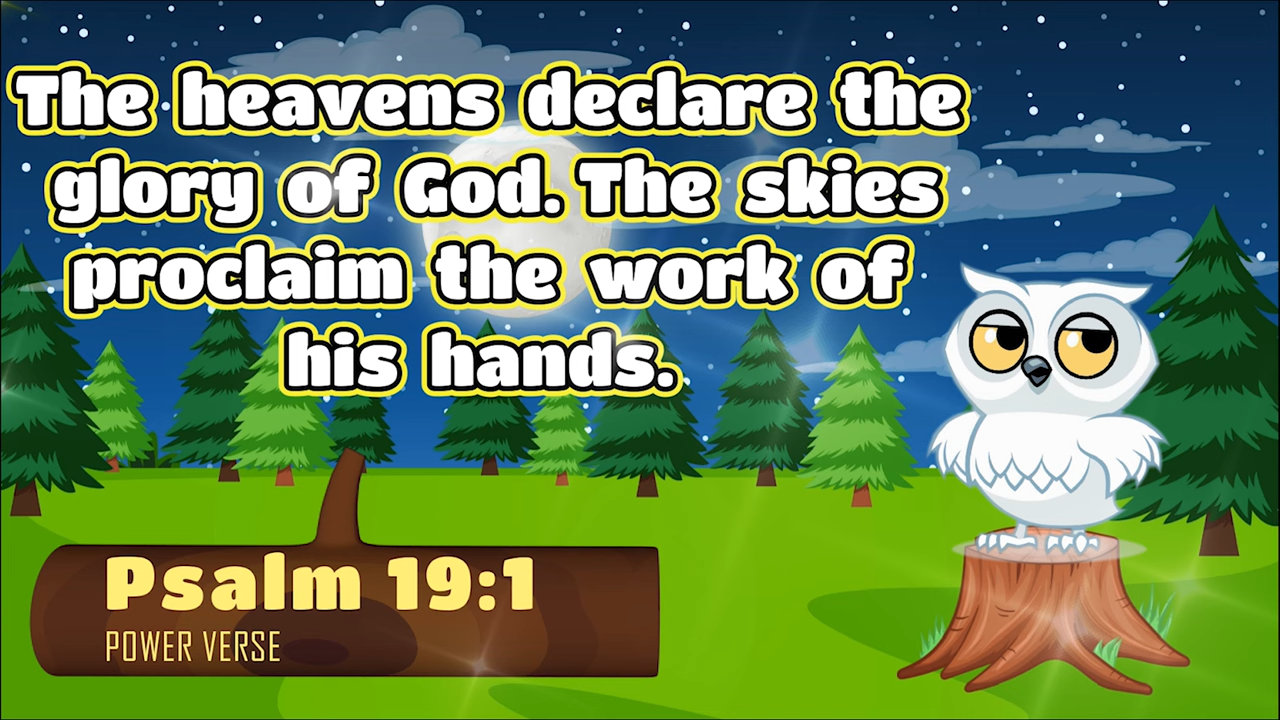 The heavens declare the
glory of God. The skies
proclaim the work of
his hands.
Psalm 19:1
POWER VERSE